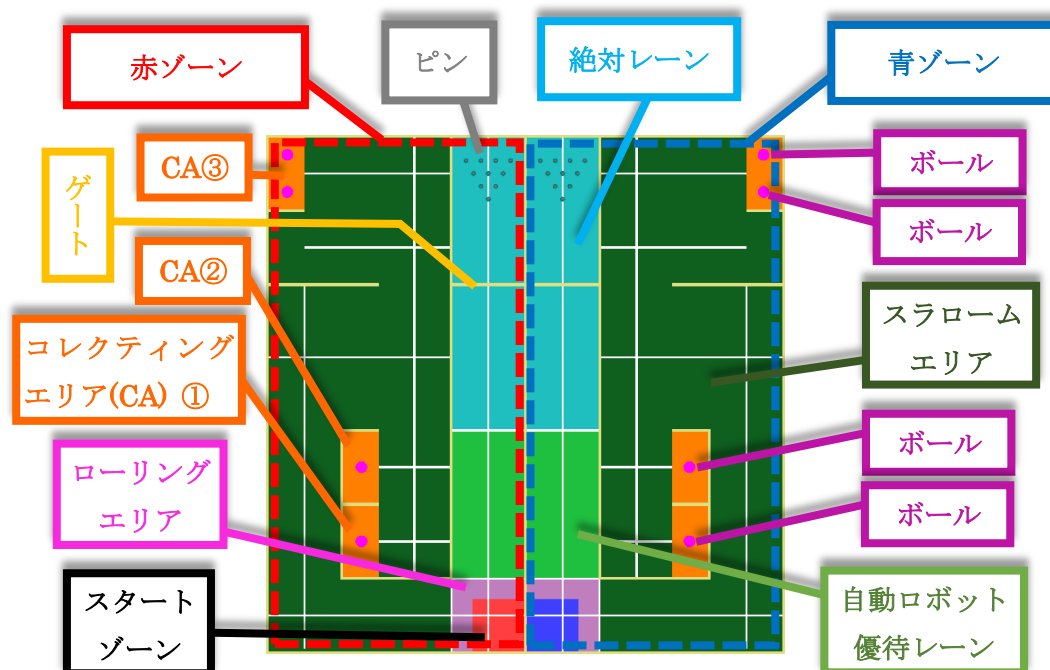 赤ゾーン
ピン
絶対レーン
青ゾーン
CA③
ボール
ゲート
ボール
CA②
スラローム
エリア
コレクティング
エリア(CA) ①
ボール
ローリング
エリア
ボール
スタート
ゾーン
自動ロボット
優待レーン